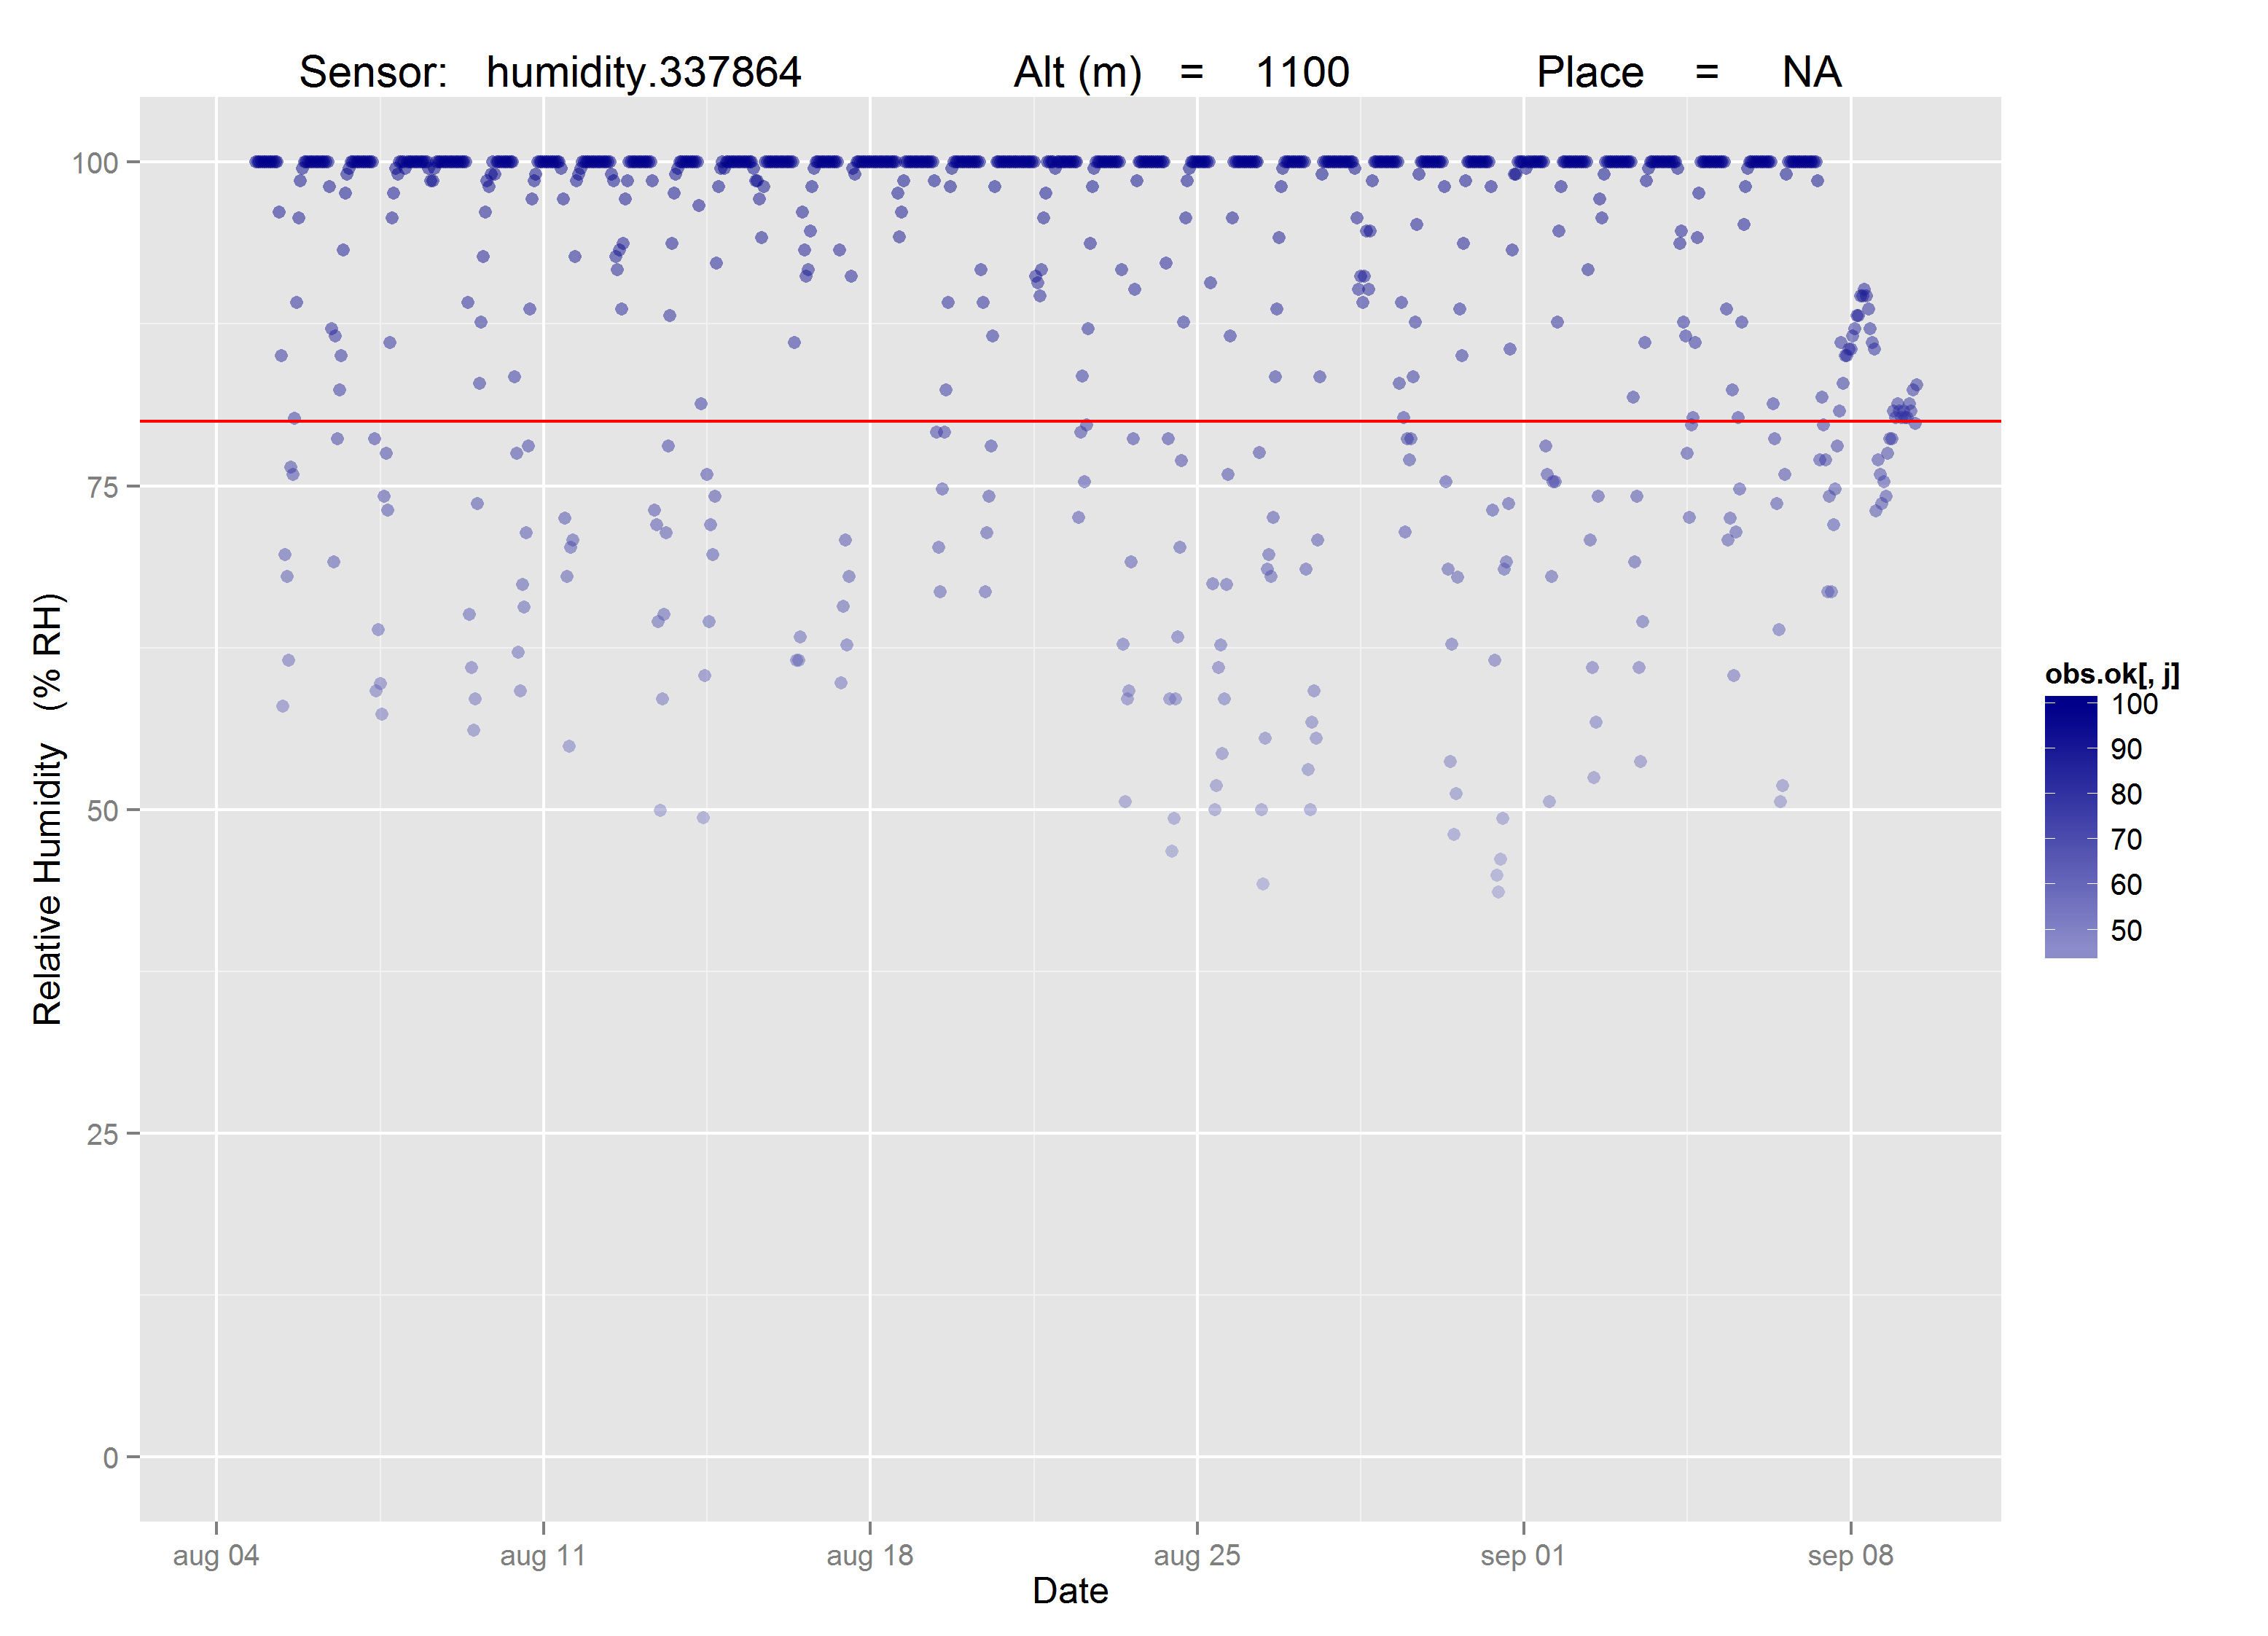 Sensor: humidity.337864 Alt (m) = 1100 Place = NA
Relative Humidity (% RH)
100
75
50
25
0
aug 04 aug 11 aug 18 aug 25 sep 01 sep 08
Date
obs.ok[, j]
100
90
80
70
60
50